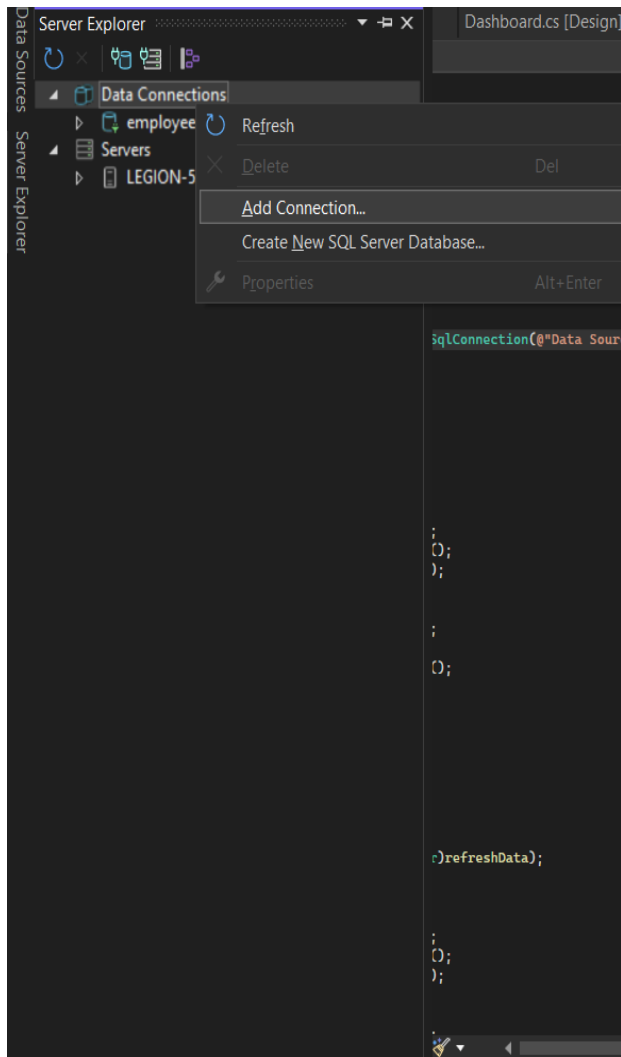 Data Sources
Server Explorer
Server Explorer
Dashboard.cs [Design]
Data Connections
employee
Servers
LEGION-5
Refresh
Delete Del
Add Connection...
Create New SQL Server Database...
Properties Alt+Enter
SqlConnection(@"Data Sour
;
();
);
;
();
r)refreshData);
;
();
);